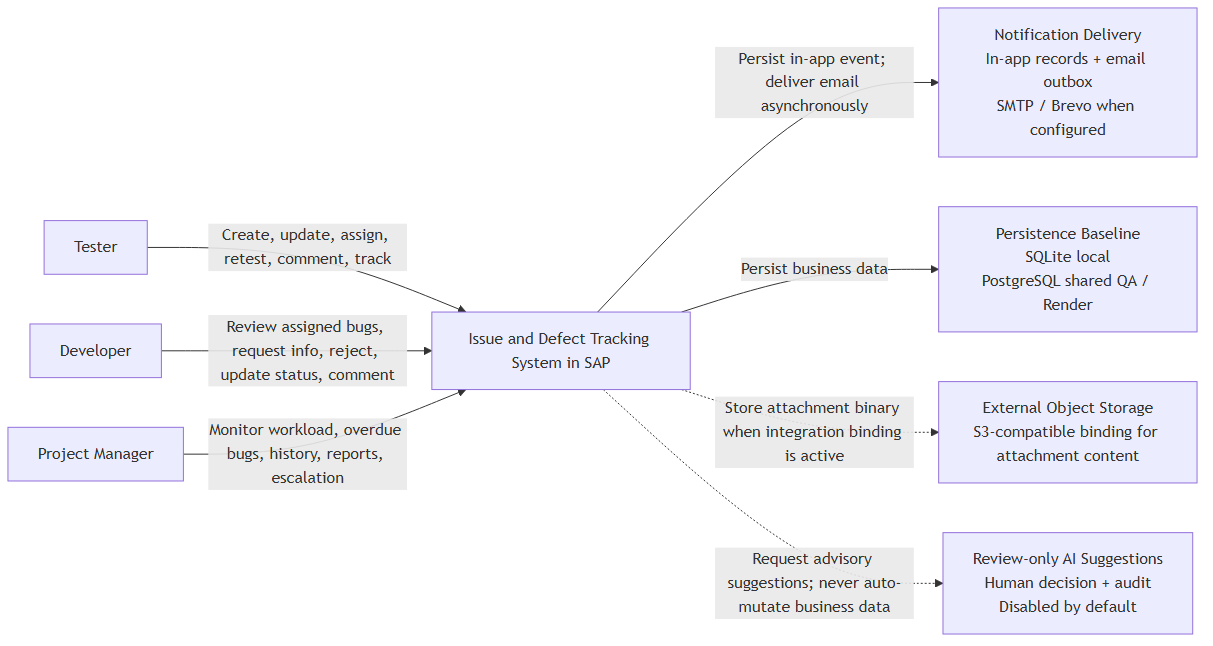 Tester
Developer
Project Manager
Create, update, assign,
retest, comment, track
Review assigned bugs,
request info, reject,
update status, comment
Monitor workload, overdue
bugs, history, reports,
escalation
Issue and Defect Tracking
System in SAP
Persist in-app event;
deliver email
asynchronously
Persist business data
Store attachment binary
when integration binding
is active
Request advisory
suggestions; never auto-
mutate business data
Notification Delivery
In-app records + email
outbox
SMTP / Brevo when
configured
Persistence Baseline
SQLite local
PostgreSQL shared QA /
Render
External Object Storage
S3-compatible binding for
attachment content
Review-only AI Suggestions
Human decision + audit
Disabled by default